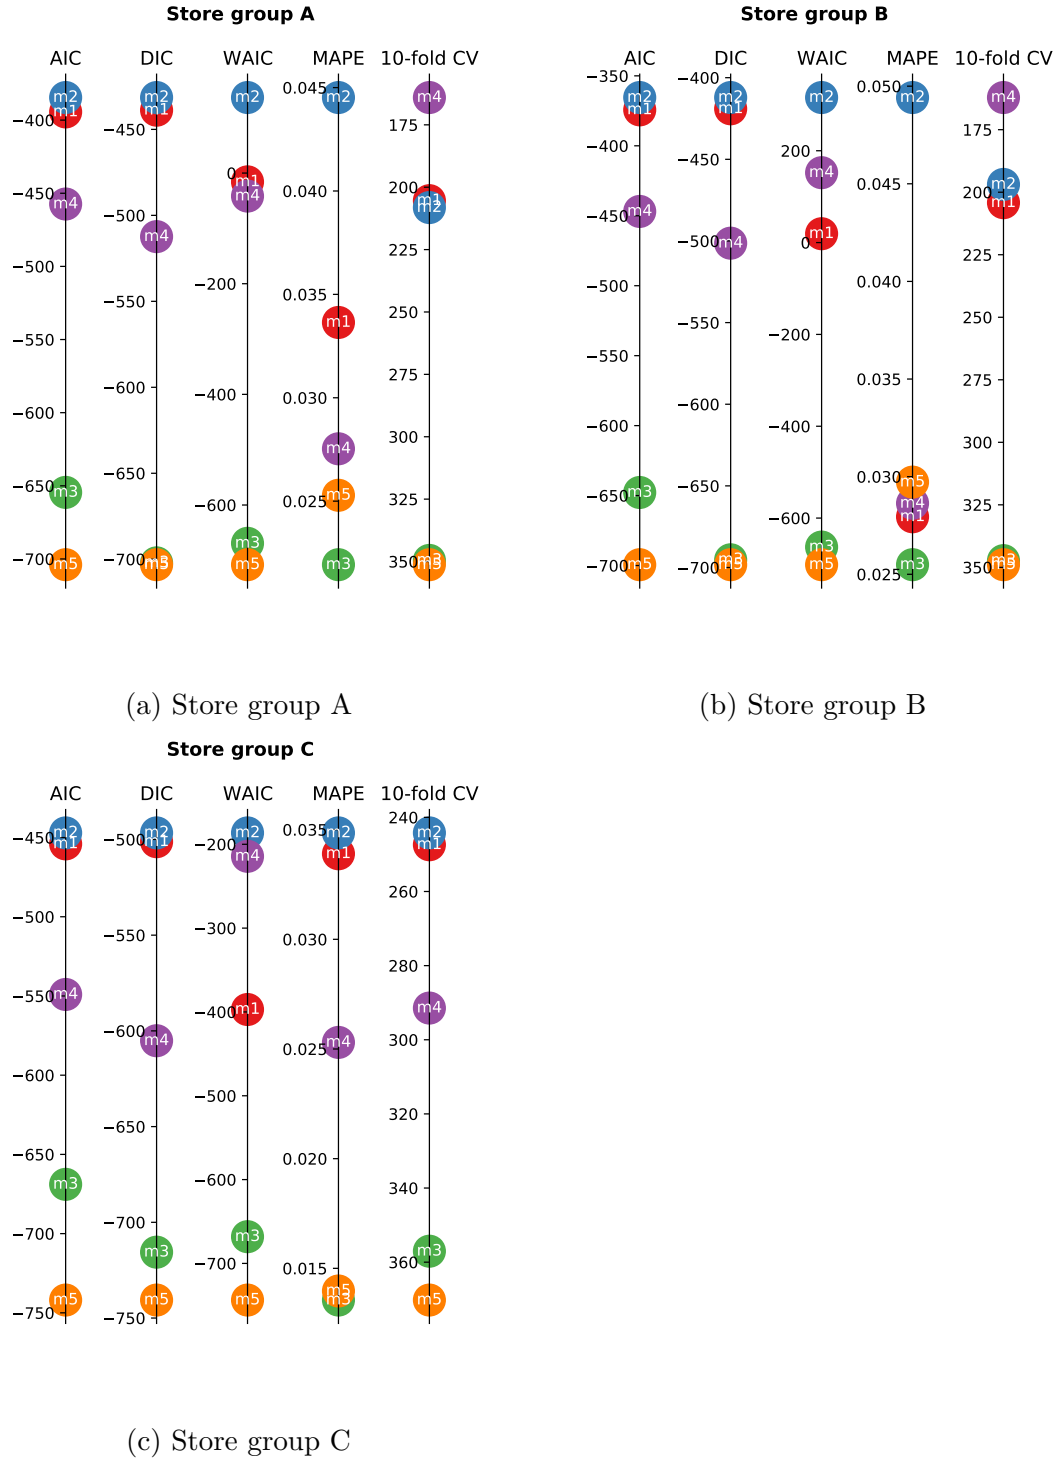 Store group A
AIC DIC WAIC MAPE 10-fold CV
−400
−450
−500
−550
−600
−650
−700
m2
m1
m4
m3
m5
−450
−500
−550
−600
−650
−700
m2
m1
m4
m3
m5
0
−200
−400
−600
m2
m1
m4
m3
m5
0.045
0.040
0.035
0.030
0.025
m2
m1
m4
m5
m3
175
200
225
250
275
300
325
350
m4
m1
m2
m3
m5
(a) Store group A
Store group B
AIC DIC WAIC MAPE 10-fold CV
−350
−400
−450
−500
−550
−600
−650
−700
m2
m1
m4
m3
m5
−400
−450
−500
−550
−600
−650
−700
m2
m1
m4
m3
m5
200
0
−200
−400
−600
m2
m4
m1
m3
m5
0.050
0.045
0.040
0.035
0.030
0.025
m2
m5
m4
m1
m3
175
200
225
250
275
300
325
350
m4
m2
m1
m3
m5
(b) Store group B
Store group C
AIC DIC WAIC MAPE 10-fold CV
−450
−500
−550
−600
−650
−700
−750
m2
m1
m4
m3
m5
−500
−550
−600
−650
−700
−750
m2
m1
m4
m3
m5
−200
−300
−400
−500
−600
−700
m2
m4
m1
m3
m5
0.035
0.030
0.025
0.020
0.015
m2
m1
m4
m5
m3
240
260
280
300
320
340
360
m2
m1
m4
m3
m5
(c) Store group C